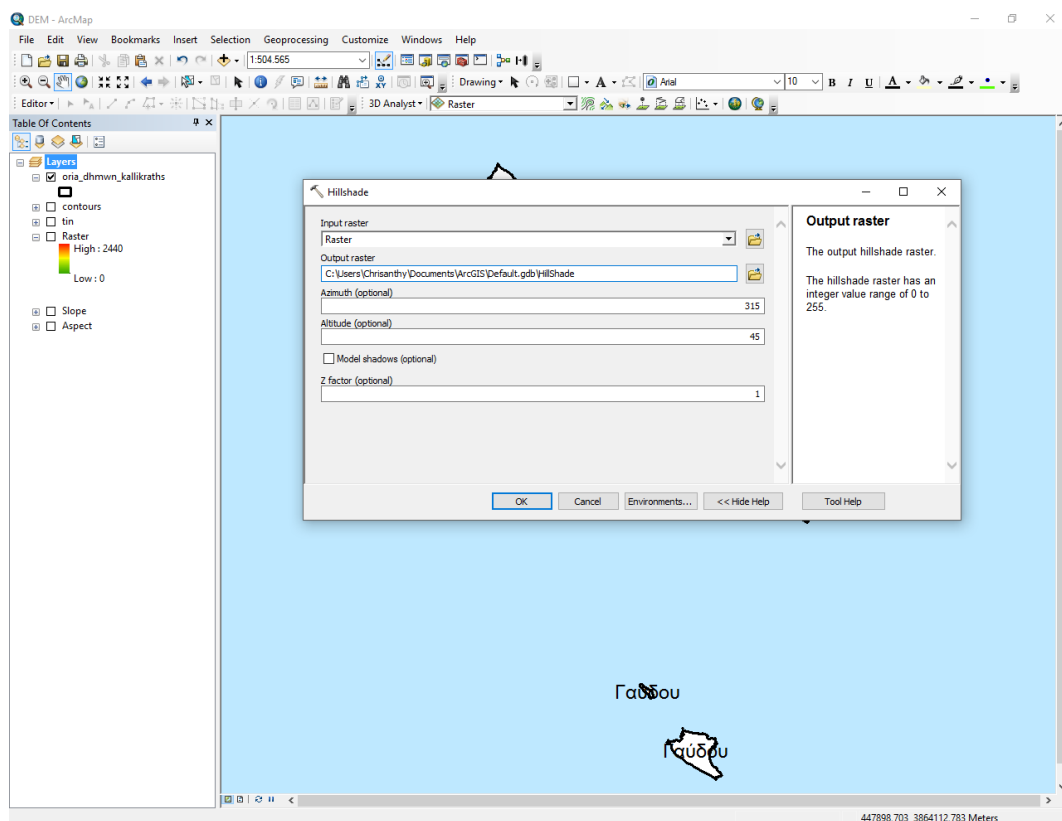 DEM - ArcMap
File Edit View Bookmarks Insert Selection Geoprocessing Customize Windows Help
1:504.565
Drawing Arial 10 B I U A
Editor 3D Analyst Raster
Table Of Contents
Layers
oria_dhmwn_kallikraths
contours
tin
Raster
High : 2440
Low : 0
Slope
Aspect
Hillshade
Input raster
Raster
Output raster
C:\Users\Chrisanthy\Documents\ArcGIS\Default.gdb\HillShade
Azimuth (optional)
315
Altitude (optional)
45
Model shadows (optional)
Z factor (optional)
1
OK Cancel Environments... << Hide Help Tool Help
Output raster
The output hillshade raster.
The hillshade raster has an
integer value range of 0 to
255.
Γαύδου
Γαύδου
447898,703 3864112,783 Meters